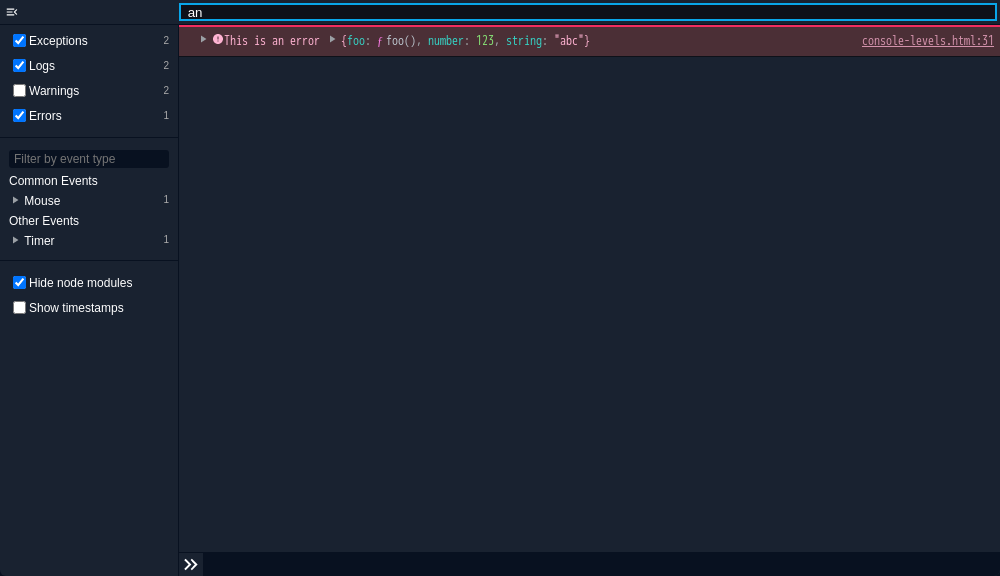 an
Exceptions 2
Logs 2
Warnings 2
Errors 1
Filter by event type
Common Events
Mouse 1
Other Events
Timer 1
Hide node modules
Show timestamps
This is an error {foo: ƒ foo(), number: 123, string: "abc"} console-levels.html:31